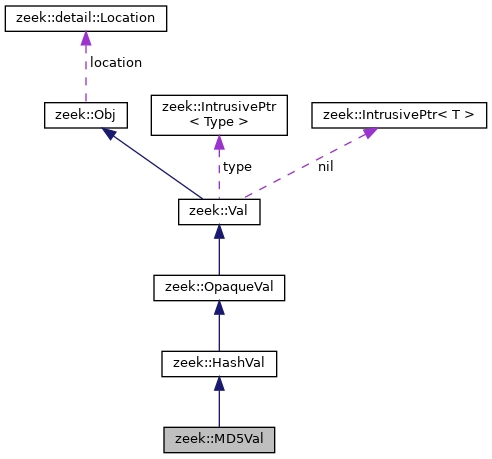 zeek::detail::Location
location
zeek::Obj
zeek::IntrusivePtr
< Type >
zeek::IntrusivePtr< T >
type
nil
zeek::Val
zeek::OpaqueVal
zeek::HashVal
zeek::MD5Val